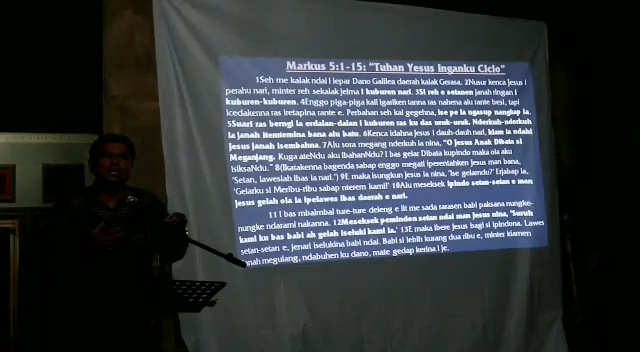 Markus 5:1-15: “Tuhan Yesus Inganku Cicio”
1Seh me kalak ndai i lepar Dano Galilea daerah kalak Gerasa. 2Nusur kenca Jesus i
perahu nari, minter reh sekalak jelma i kuburen nari. 3Si reh e setanen janah ringan i
kuburen-kuburen. 4Enggo piga-piga kali igariken tanna ras nahena alu rante besi, tapi
icedakenna ras iretapina rante e. Perbahan seh kal gegehna, ise pe la ngasup nangkap ia.
5Suari ras berngi ia erdalan-dalan i kuburen ras ku das uruk-uruk. Nderkuh-nderkuh
ia janah itemtemina bana alu batu. 6Kenca idahna Jesus i dauh-dauh nari, kiam ia ndahi
Jesus janah isembahna. 7Alu sora megang nderkuh ia nina, “O Jesus Anak Dibata si
Meganjang. Kuga ateNdu aku ibahanNdu? I bas gelar Dibata kupindo maka ola aku
isiksaNdu.” 8(Ikatakenna bagenda sabap enggo megati iperentahken Jesus man bana,
‘Setan, laweslah ibas ia nari.’) 9E maka isungkun Jesus ia nina, ‘Ise gelarndu?’ Erjabap ia,
‘Gelarku si Meribu-ribu sabap nterem kami!’ 10Alu meseksek ipindo setan-setan e man
Jesus gelah ola ia ipelawes ibas daerah e nari.
11I bas mbalmbal ture-ture deleng e lit me sada rasen babi paksana nungke-
nungke ndarami nakanna. 12Meseksek pemindon setan ndai man Jesus nina, ‘Suruh
kami ku bas babi ah gelah iseluki kami ia.’ 13E maka ibere Jesus bagi si ipindona. Lawes
setan-setan e, jenari iselukina babi ndai. Babi si lebih kurang dua ribu e, minter kiamen
janah megulang, ndabuhen ku dano, mate gedap kerina i je.